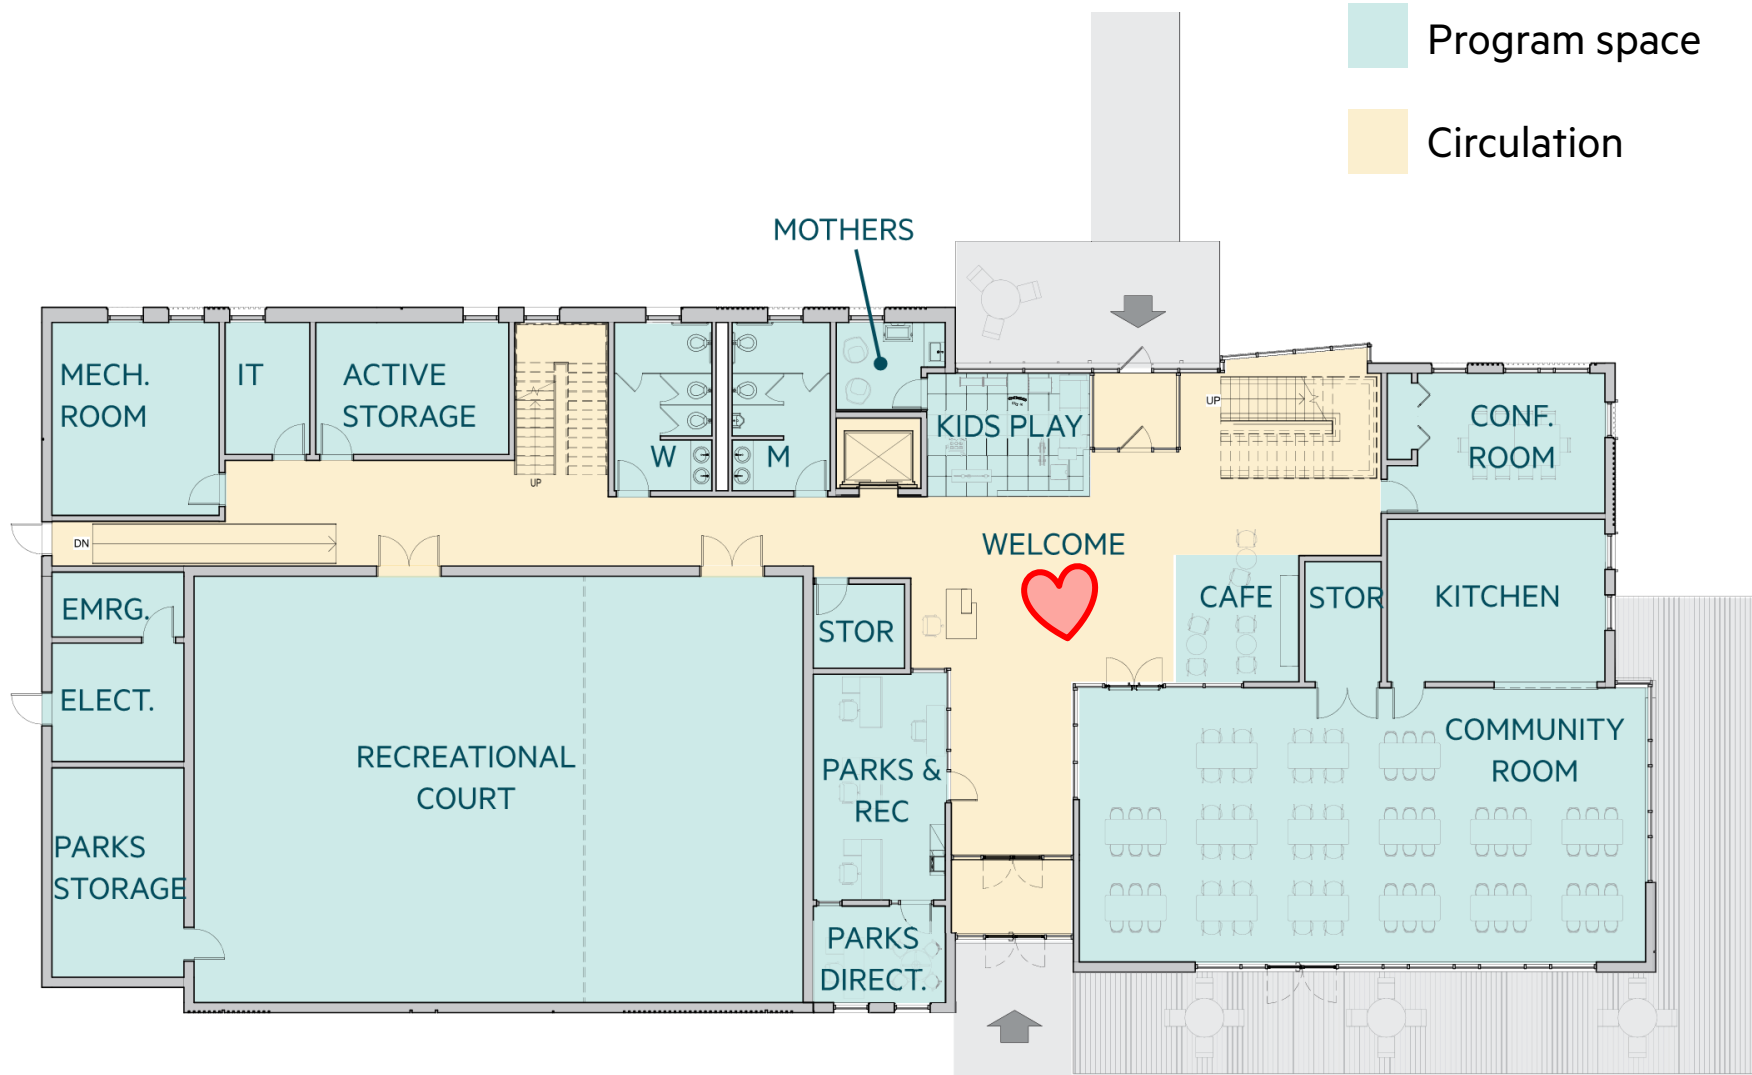 Program space
Circulation
MOTHERS
MECH.
ROOM
IT
ACTIVE
STORAGE
UP
W
M
KIDS PLAY
UP
CONF.
ROOM
DN
WELCOME
EMRG.
STOR
CAFE
STOR
KITCHEN
ELECT.
RECREATIONAL
COURT
PARKS &
REC
COMMUNITY
ROOM
PARKS
STORAGE
PARKS
DIRECT.